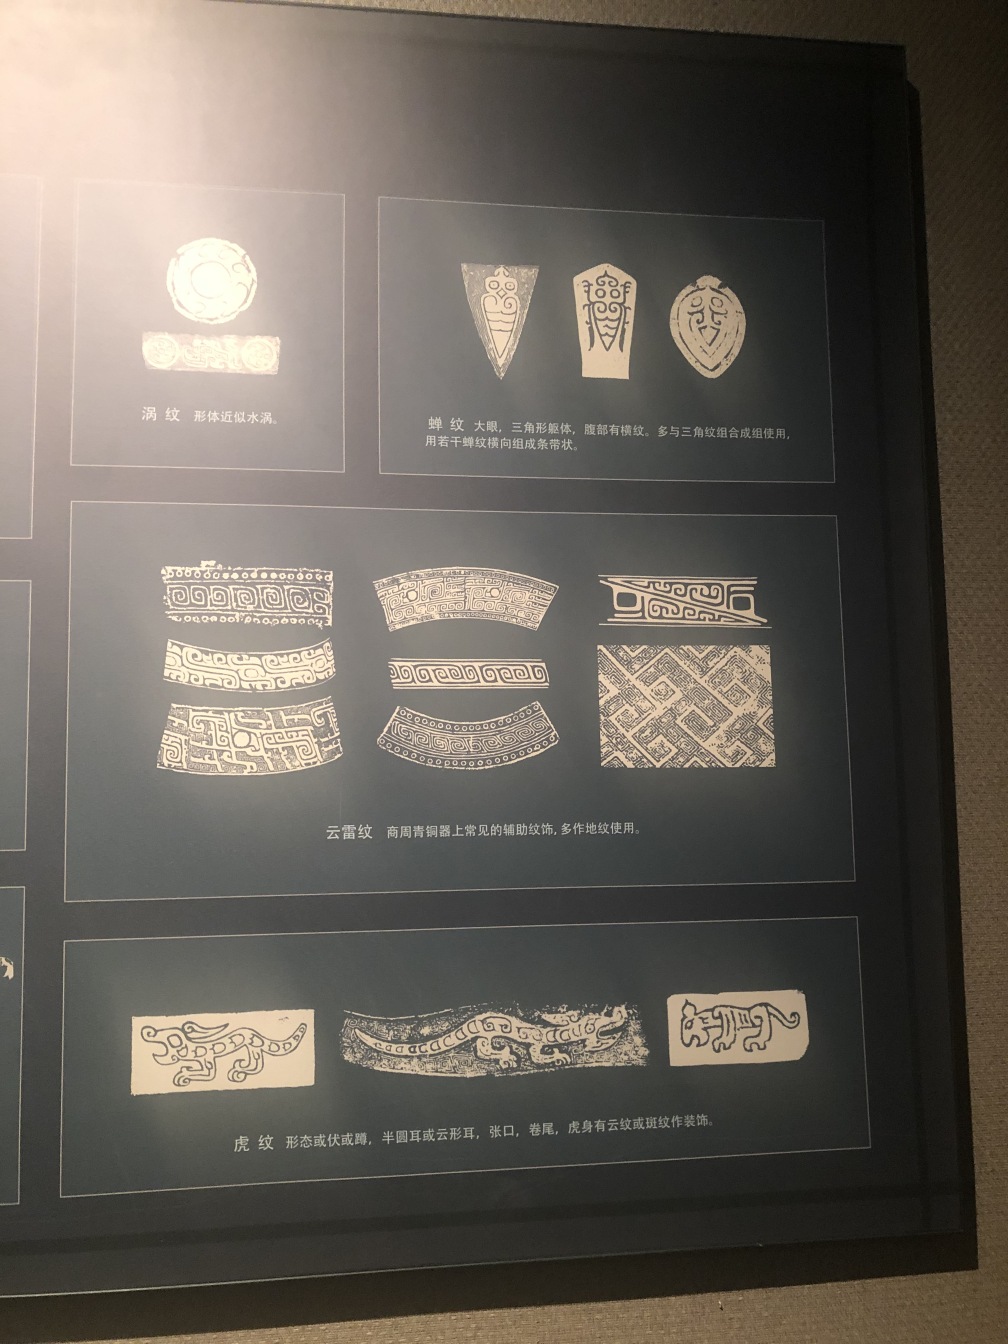 涡 纹 形体近似水涡。
蝉 纹 大眼，三角形躯体，腹部有横纹。多与三角纹组合成组使用，
用若干蝉纹横向组成条带状。
云雷纹 商周青铜器上常见的辅助纹饰，多作地纹使用。
虎 纹 形态或伏或蹲，半圆耳或云形耳，张口，卷尾，虎身有云纹或斑纹作装饰。